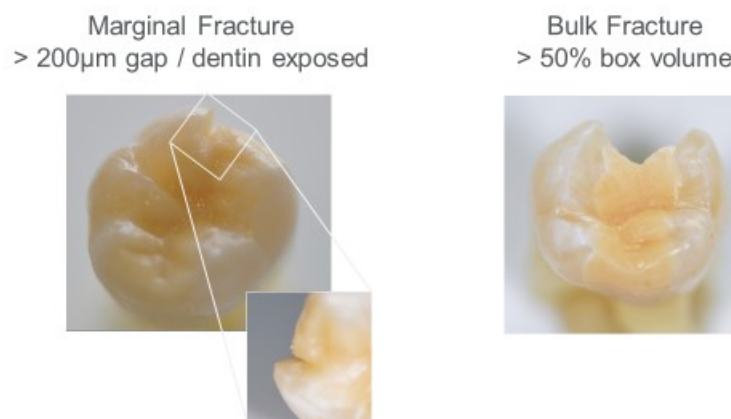 Marginal Fracture
> 200µm gap / dentin exposed
Bulk Fracture
> 50% box volume